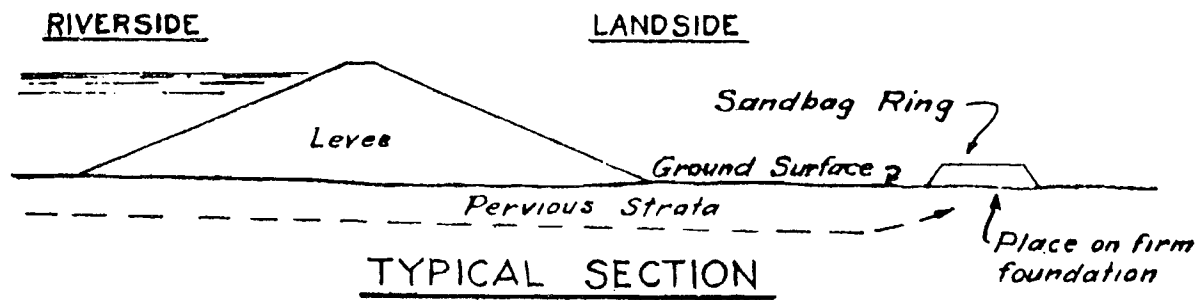 RIVERSIDE
LANDSIDE
Sandbag Ring
Levee
Ground Surface
Pervious Strata
Place on firm
foundation
TYPICAL SECTION